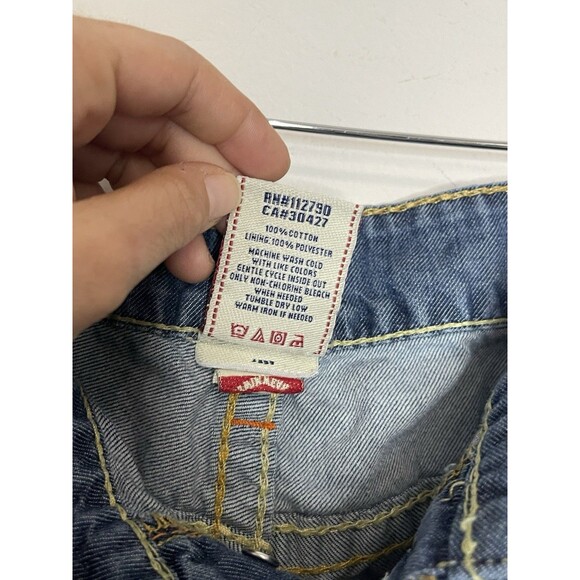 RN#112790
CA#30427
100% COTTON
LINING: 100% POLYESTER
MACHINE WASH COLD
WITH LIKE COLORS
GENTLE CYCLE INSIDE OUT
ONLY NON-CHLORINE BLEACH
WHEN NEEDED
TUMBLE DRY LOW
WARM IRON IF NEEDED